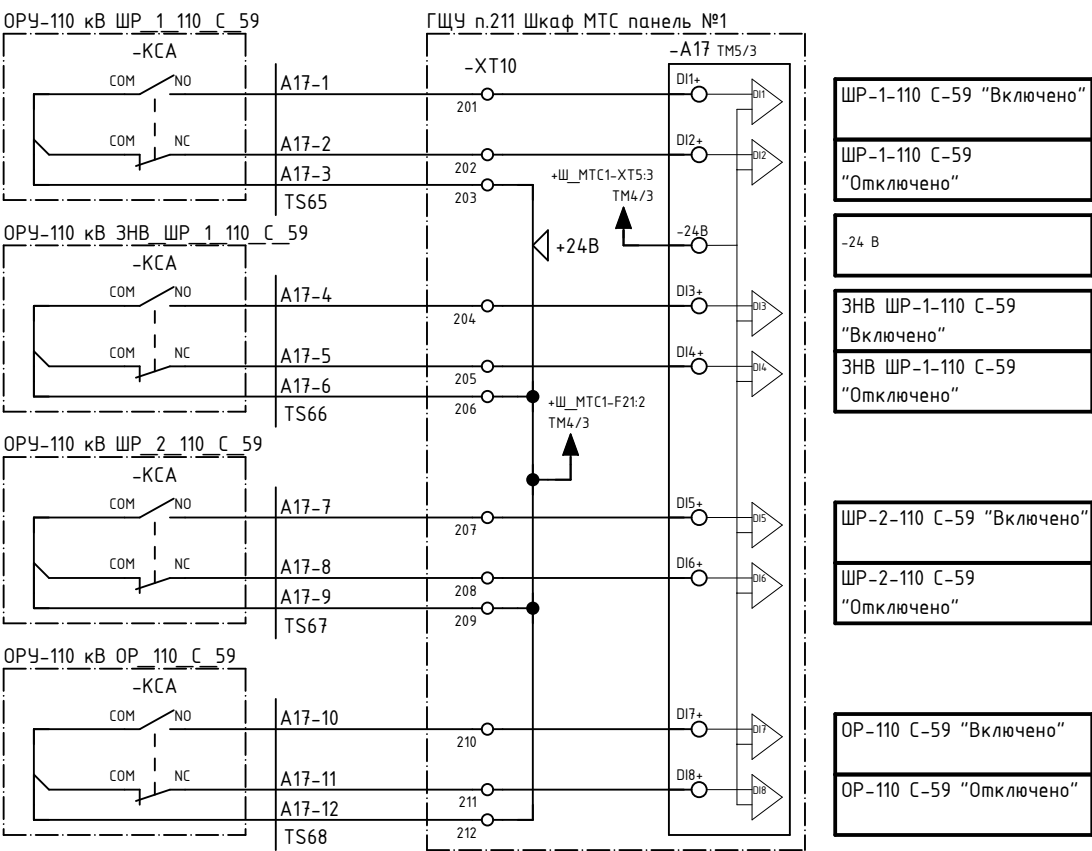 ОРУ-110 кВ ШР_1_110_С_59
-КСА
COM
NO
COM
NC
A17-1
A17-2
A17-3
TS65
ОРУ-110 кВ ЗНВ_ШР_1_110_С_59
-КСА
COM
NO
COM
NC
A17-4
A17-5
A17-6
TS66
ОРУ-110 кВ ШР_2_110_С_59
-КСА
COM
NO
COM
NC
A17-7
A17-8
A17-9
TS67
ОРУ-110 кВ ОР_110_С_59
-КСА
COM
NO
COM
NC
A17-10
A17-11
A17-12
TS68
ГЩУ п.211 Шкаф МТС панель №1
-XT10
201
202
203
204
205
206
207
208
209
210
211
212
+24В
+Ш_МТС1-XT5:3
TM4/3
+Ш_МТС1-F21:2
TM4/3
-A17 TM5/3
DI1+
DI1
DI2+
DI2
-24В
DI3+
DI3
DI4+
DI4
DI5+
DI5
DI6+
DI6
DI7+
DI7
DI8+
DI8
ШР-1-110 С-59 "Включено"
ШР-1-110 С-59
"Отключено"
-24 В
ЗНВ ШР-1-110 С-59
"Включено"
ЗНВ ШР-1-110 С-59
"Отключено"
ШР-2-110 С-59 "Включено"
ШР-2-110 С-59
"Отключено"
ОР-110 С-59 "Включено"
ОР-110 С-59 "Отключено"